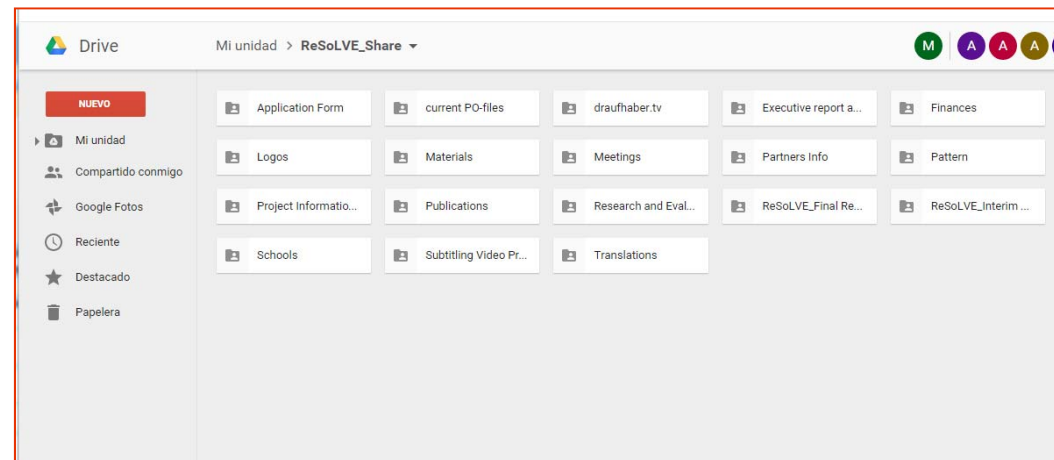 Drive
Mi unidad > ReSoLVE_Share
M A A A
NUEVO
Mi unidad
Compartido conmigo
Google Fotos
Reciente
Destacado
Papelera
Application Form current PO-files draufhaber.tv Executive report a... Finances
Logos Materials Meetings Partners Info Pattern
Project Informatio... Publications Research and Eval... ReSoLVE_Final Re... ReSoLVE_Interim ...
Schools Subtitling Video Pr... Translations